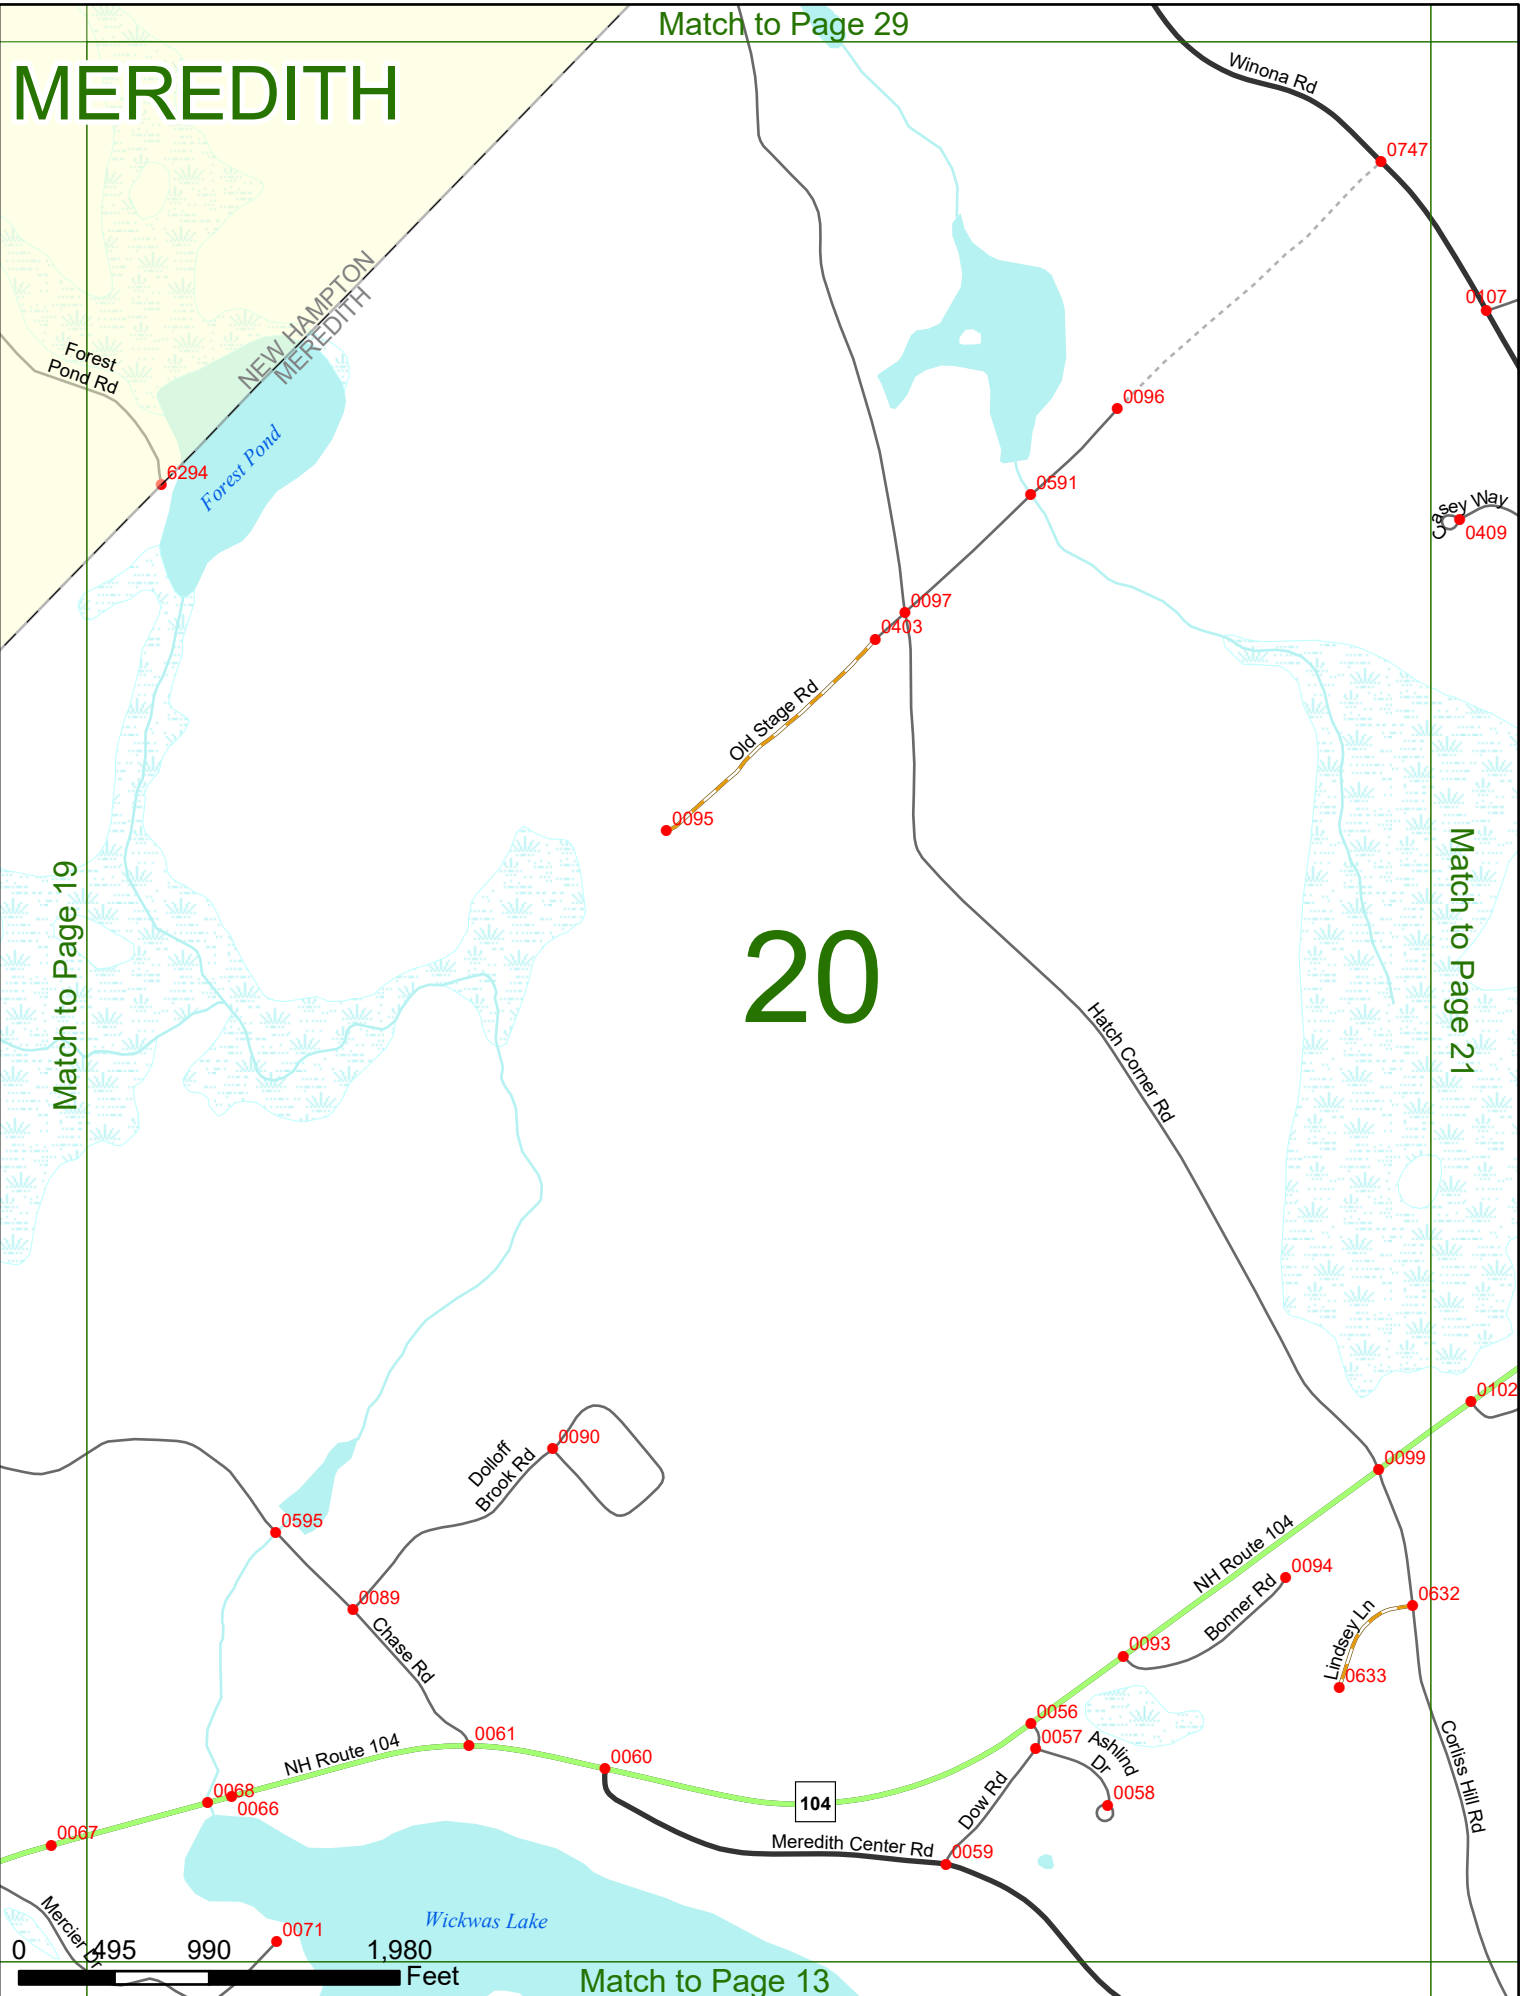 Match to Page 29
MEREDITH
Winona Rd
0747
NEW HAMPTON
MEREDITH
0107
Forest
Pond Rd
0096
Forest Pond
6294
0591
Casey Way
0409
0097
0403
Old Stage Rd
0095
Match to Page 19
20
Match to Page 21
Hatch Corner Rd
0102
0090
Dolloff
Brook Rd
0099
0595
NH Route 104
0094
0089
Bonner Rd
0632
Lindsey Ln
Chase Rd
0093
0633
0056
0061
0057
NH Route 104
0060
Ashlind
Dr
Corliss Hill Rd
0068
0066
104
Dow Rd
0058
0067
Meredith Center Rd
0059
Mercier Dr
Wickwas Lake
0071
0 495 990 1,980
Feet
Match to Page 13